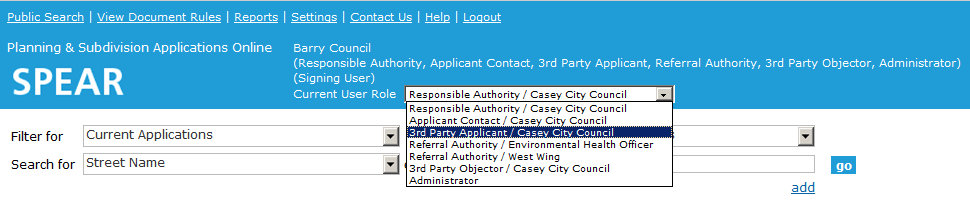 Public Search | View Document Rules | Reports | Settings | Contact Us | Help | Logout
Planning & Subdivision Applications Online
SPEAR
Barry Council
(Responsible Authority, Applicant Contact, 3rd Party Applicant, Referral Authority, 3rd Party Objector, Administrator)
(Signing User)
Current User Role Responsible Authority / Casey City Council
Responsible Authority / Casey City Council
Applicant Contact / Casey City Council
3rd Party Applicant / Casey City Council
Referral Authority / Environmental Health Officer
Referral Authority / West Wing
3rd Party Objector / Casey City Council
Administrator
Filter for Current Applications
Search for Street Name
go
add